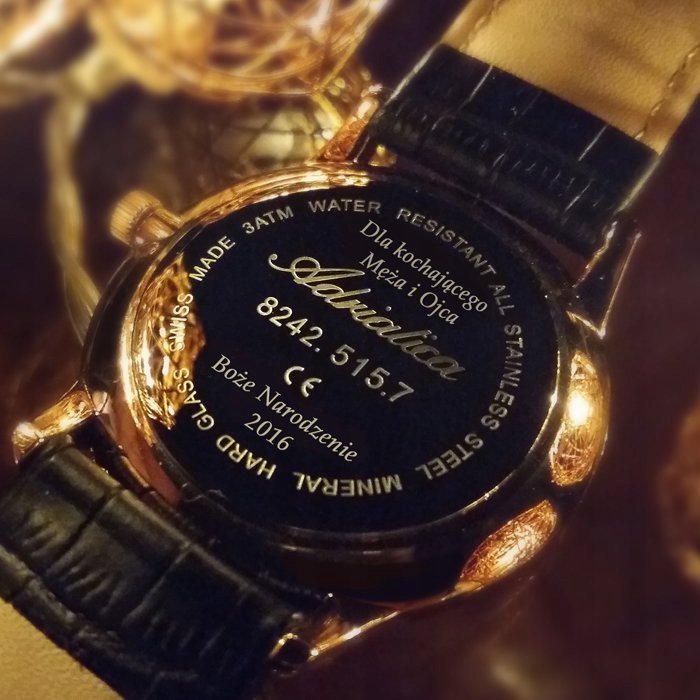 SWISS MADE 3ATM WATER RESISTANT ALL STAINLESS STEEL MINERAL HARD GLASS
Dla kochającego
Męża i Ojca
Adriatica
8242.515.7
CE
Boże Narodzenie
2016